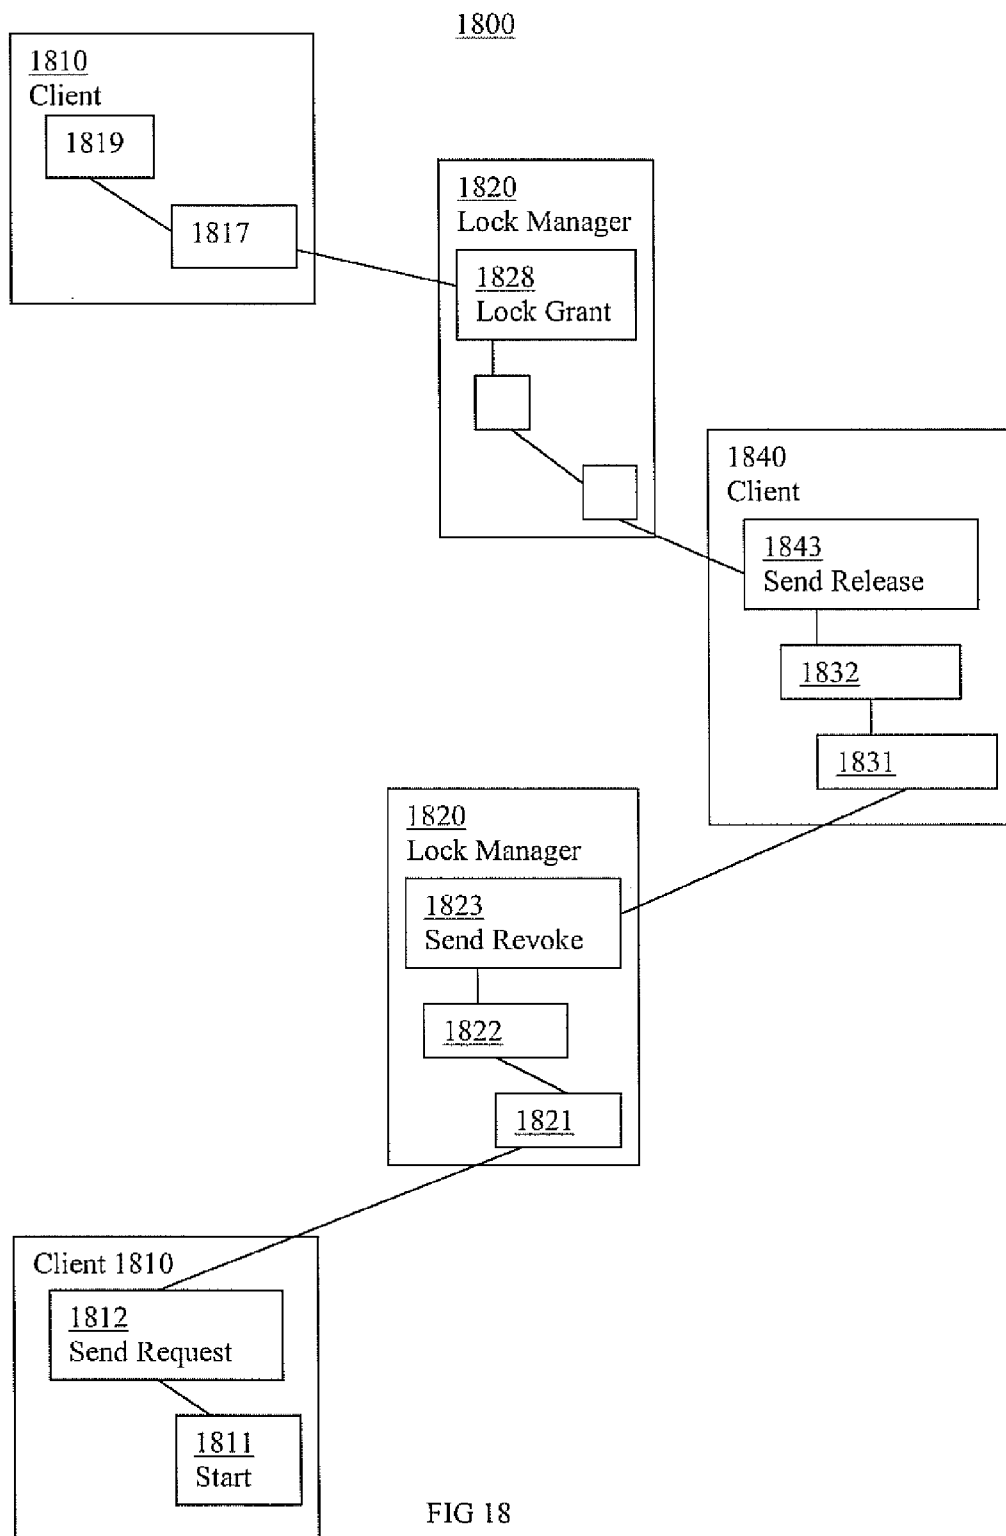 1800
1810
Client
1819
1817
1820
Lock Manager
1828
Lock Grant
1840
Client
1843
Send Release
1832
1831
1820
Lock Manager
1823
Send Revoke
1822
1821
Client 1810
1812
Send Request
1811
Start
FIG 18